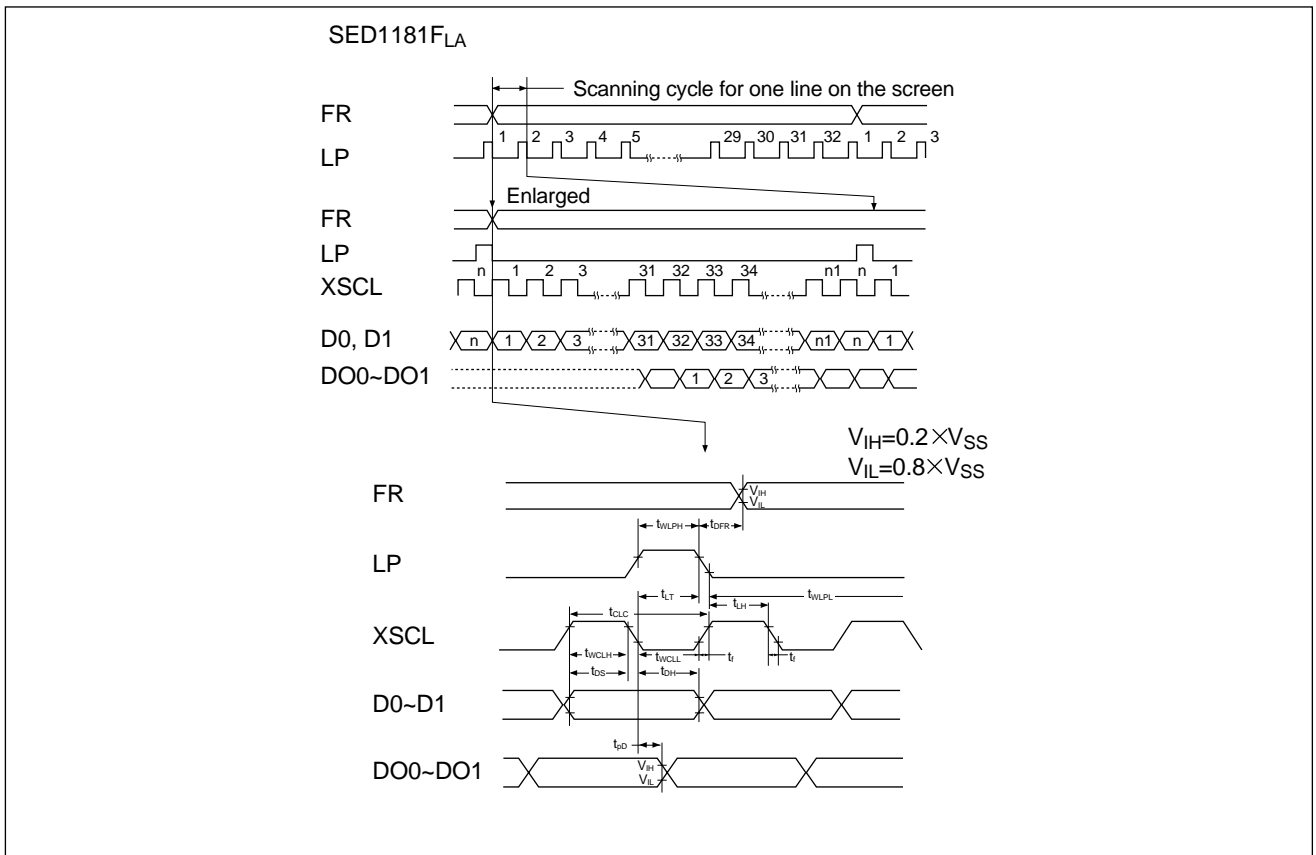 SED1181FLA
Scanning cycle for one line on the screen
FR
LP 1 2 3 4 5 29 30 31 32 1 2 3
Enlarged
FR
LP
XSCL n 1 2 3 31 32 33 34 n1 n 1
D0, D1 n 1 2 3 31 32 33 34 n1 n 1
DO0~DO1 1 2 3
VIH=0.2×VSS
VIL=0.8×VSS
FR VIH
VIL
tWLPH tDFR
LP
tLT tWLPL
tCLC tLH
XSCL
tWCLH tWCLL tf tf
tDS tDH
D0~D1
tpD
DO0~DO1 VIH
VIL